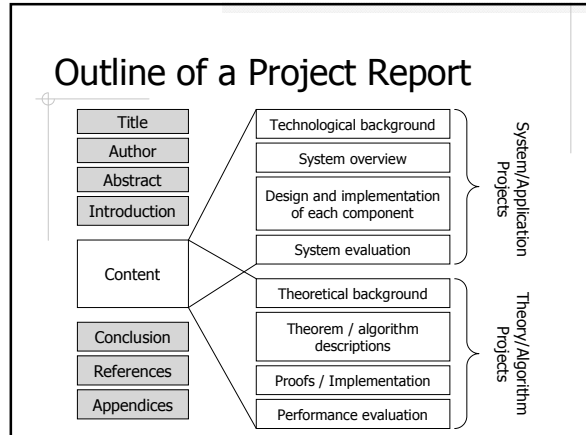 Outline of a Project Report
Title
Author
Abstract
Introduction
Content
Conclusion
References
Appendices
Technological background
System overview
Design and implementation
of each component
System evaluation
System/Application
Projects
Theoretical background
Theorem / algorithm
descriptions
Proofs / Implementation
Performance evaluation
Theory/Algorithm
Projects